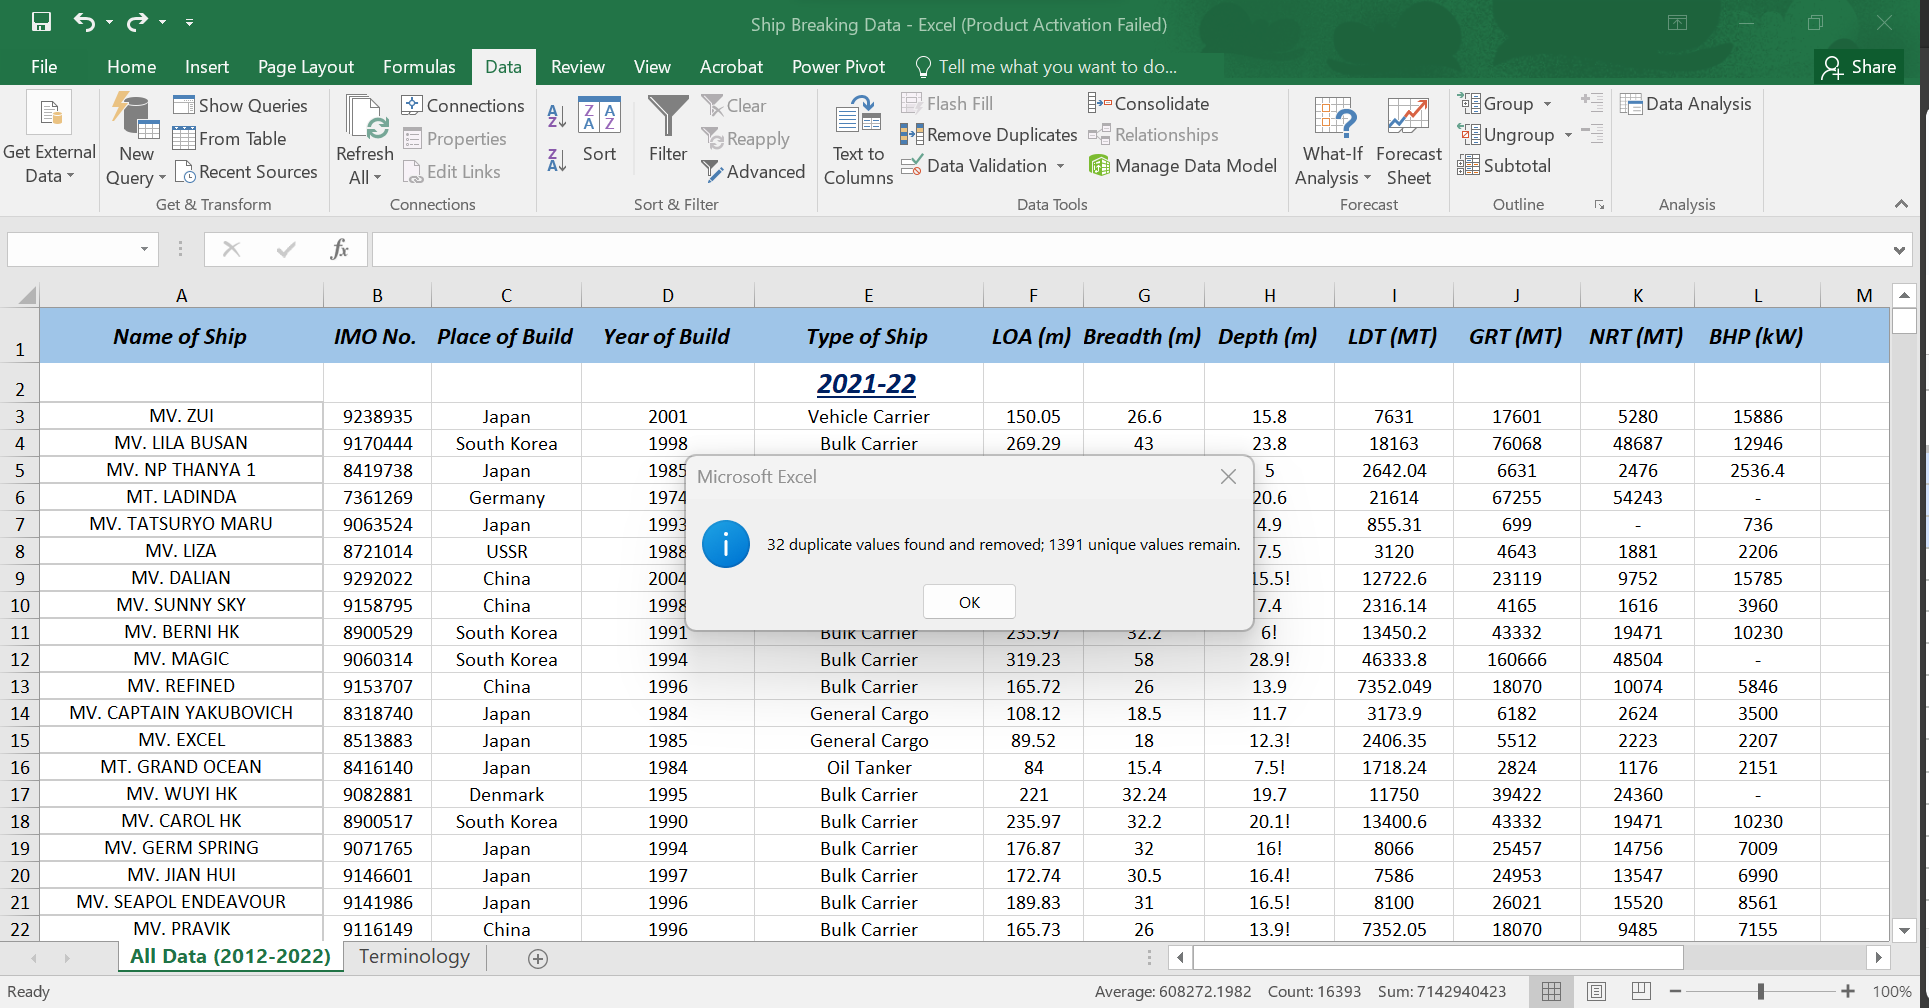 Ship Breaking Data - Excel (Product Activation Failed)
File Home Insert Page Layout Formulas Data Review View Acrobat Power Pivot Tell me what you want to do... Share
Get External Data
New Query
Show Queries
From Table
Recent Sources
Get & Transform
Refresh All
Connections
Properties
Edit Links
Connections
A Z
Z A
Z A A Z
Sort
Filter
Clear
Reapply
Advanced
Sort & Filter
Text to Columns
Flash Fill
Remove Duplicates
Data Validation
Consolidate
Relationships
Manage Data Model
Data Tools
What-If Analysis
Forecast Sheet
Forecast
Group
Ungroup
Subtotal
Outline
Data Analysis
Analysis
fx
A B C D E F G H I J K L M
1 Name of Ship IMO No. Place of Build Year of Build Type of Ship LOA (m) Breadth (m) Depth (m) LDT (MT) GRT (MT) NRT (MT) BHP (kW)
2 2021-22
3 MV. ZUI 9238935 Japan 2001 Vehicle Carrier 150.05 26.6 15.8 7631 17601 5280 15886
4 MV. LILA BUSAN 9170444 South Korea 1998 Bulk Carrier 269.29 43 23.8 18163 76068 48687 12946
5 MV. NP THANYA 1 8419738 Japan 1985 5 2642.04 6631 2476 2536.4
6 MT. LADINDA 7361269 Germany 1974 20.6 21614 67255 54243 -
7 MV. TATSURYO MARU 9063524 Japan 1993 4.9 855.31 699 - 736
8 MV. LIZA 8721014 USSR 1988 7.5 3120 4643 1881 2206
9 MV. DALIAN 9292022 China 2004 15.5! 12722.6 23119 9752 15785
10 MV. SUNNY SKY 9158795 China 1998 7.4 2316.14 4165 1616 3960
11 MV. BERNI HK 8900529 South Korea 1991 Bulk Carrier 235.97 32.2 6! 13450.2 43332 19471 10230
12 MV. MAGIC 9060314 South Korea 1994 Bulk Carrier 319.23 58 28.9! 46333.8 160666 48504 -
13 MV. REFINED 9153707 China 1996 Bulk Carrier 165.72 26 13.9 7352.049 18070 10074 5846
14 MV. CAPTAIN YAKUBOVICH 8318740 Japan 1984 General Cargo 108.12 18.5 11.7 3173.9 6182 2624 3500
15 MV. EXCEL 8513883 Japan 1985 General Cargo 89.52 18 12.3! 2406.35 5512 2223 2207
16 MT. GRAND OCEAN 8416140 Japan 1984 Oil Tanker 84 15.4 7.5! 1718.24 2824 1176 2151
17 MV. WUYI HK 9082881 Denmark 1995 Bulk Carrier 221 32.24 19.7 11750 39422 24360 -
18 MV. CAROL HK 8900517 South Korea 1990 Bulk Carrier 235.97 32.2 20.1! 13400.6 43332 19471 10230
19 MV. GERM SPRING 9071765 Japan 1994 Bulk Carrier 176.87 32 16! 8066 25457 14756 7009
20 MV. JIAN HUI 9146601 Japan 1997 Bulk Carrier 172.74 30.5 16.4! 7586 24953 13547 6990
21 MV. SEAPOL ENDEAVOUR 9141986 Japan 1996 Bulk Carrier 189.83 31 16.5! 8100 26021 15520 8561
22 MV. PRAVIK 9116149 China 1996 Bulk Carrier 165.73 26 13.9! 7352.05 18070 9485 7155
Microsoft Excel
32 duplicate values found and removed; 1391 unique values remain.
OK
All Data (2012-2022) Terminology
Ready Average: 608272.1982 Count: 16393 Sum: 7142940423 100%